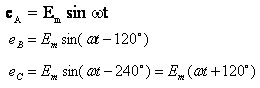 e_A = E_m sin ωt
e_B = E_m sin( ωt − 120°)
e_C = E_m sin( ωt − 240°) = E_m (ωt + 120°)